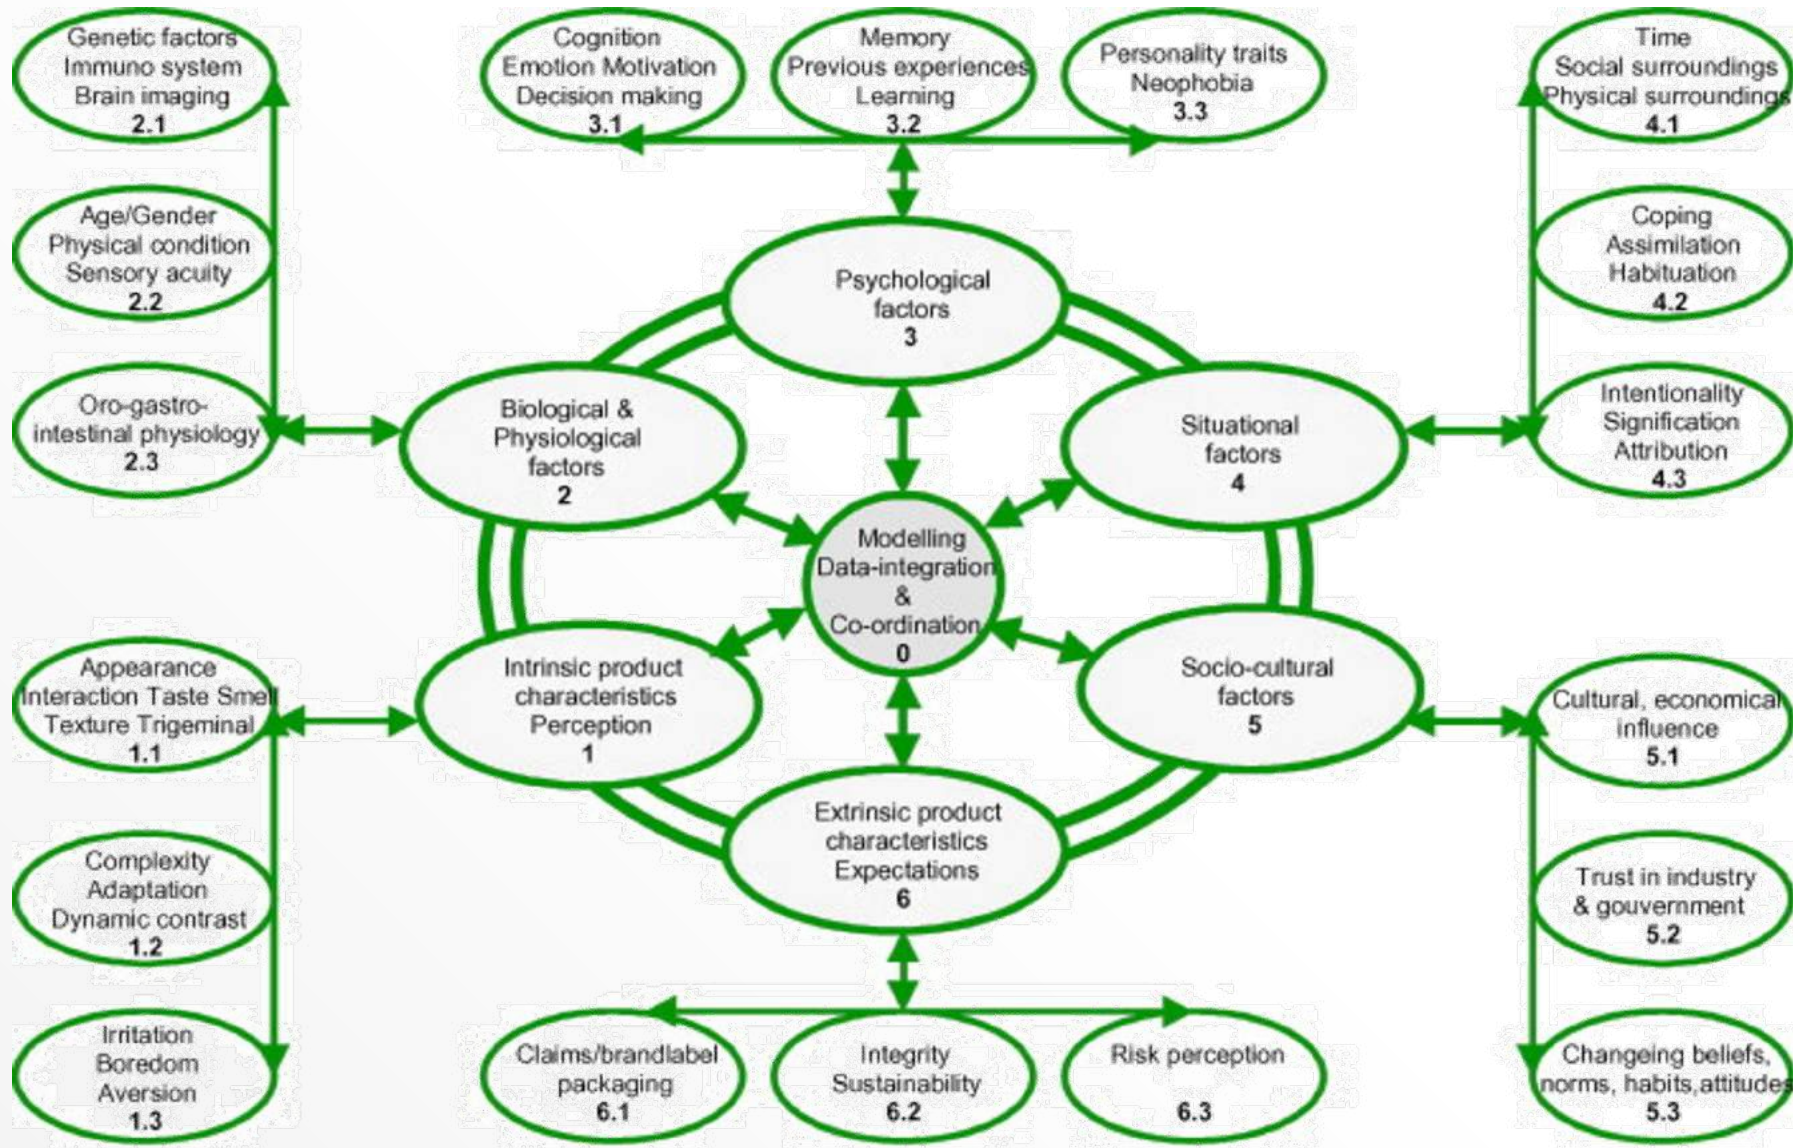 Genetic factors
Immuno system
Brain imaging
2.1
Cognition
Emotion Motivation
Decision making
3.1
Memory
Previous experiences
Learning
3.2
Personality traits
Neophobia
3.3
Time
Social surroundings
Physical surroundings
4.1
Age/Gender
Physical condition
Sensory acuity
2.2
Psychological
factors
3
Coping
Assimilation
Habituation
4.2
Oro-gastro-
intestinal physiology
2.3
Biological &
Physiological
factors
2
Situational
factors
4
Intentionality
Signification
Attribution
4.3
Modelling
Data-integration
&
Co-ordination
0
Appearance
Interaction Taste Smell
Texture Trigeminal
1.1
Intrinsic product
characteristics
Perception
1
Socio-cultural
factors
5
Cultural, economical
influence
5.1
Extrinsic product
characteristics
Expectations
6
Complexity
Adaptation
Dynamic contrast
1.2
Trust in industry
& gouvernment
5.2
Irritation
Boredom
Aversion
1.3
Claims/brandlabel
packaging
6.1
Integrity
Sustainability
6.2
Risk perception
6.3
Changeing beliefs,
norms, habits,attitudes
5.3